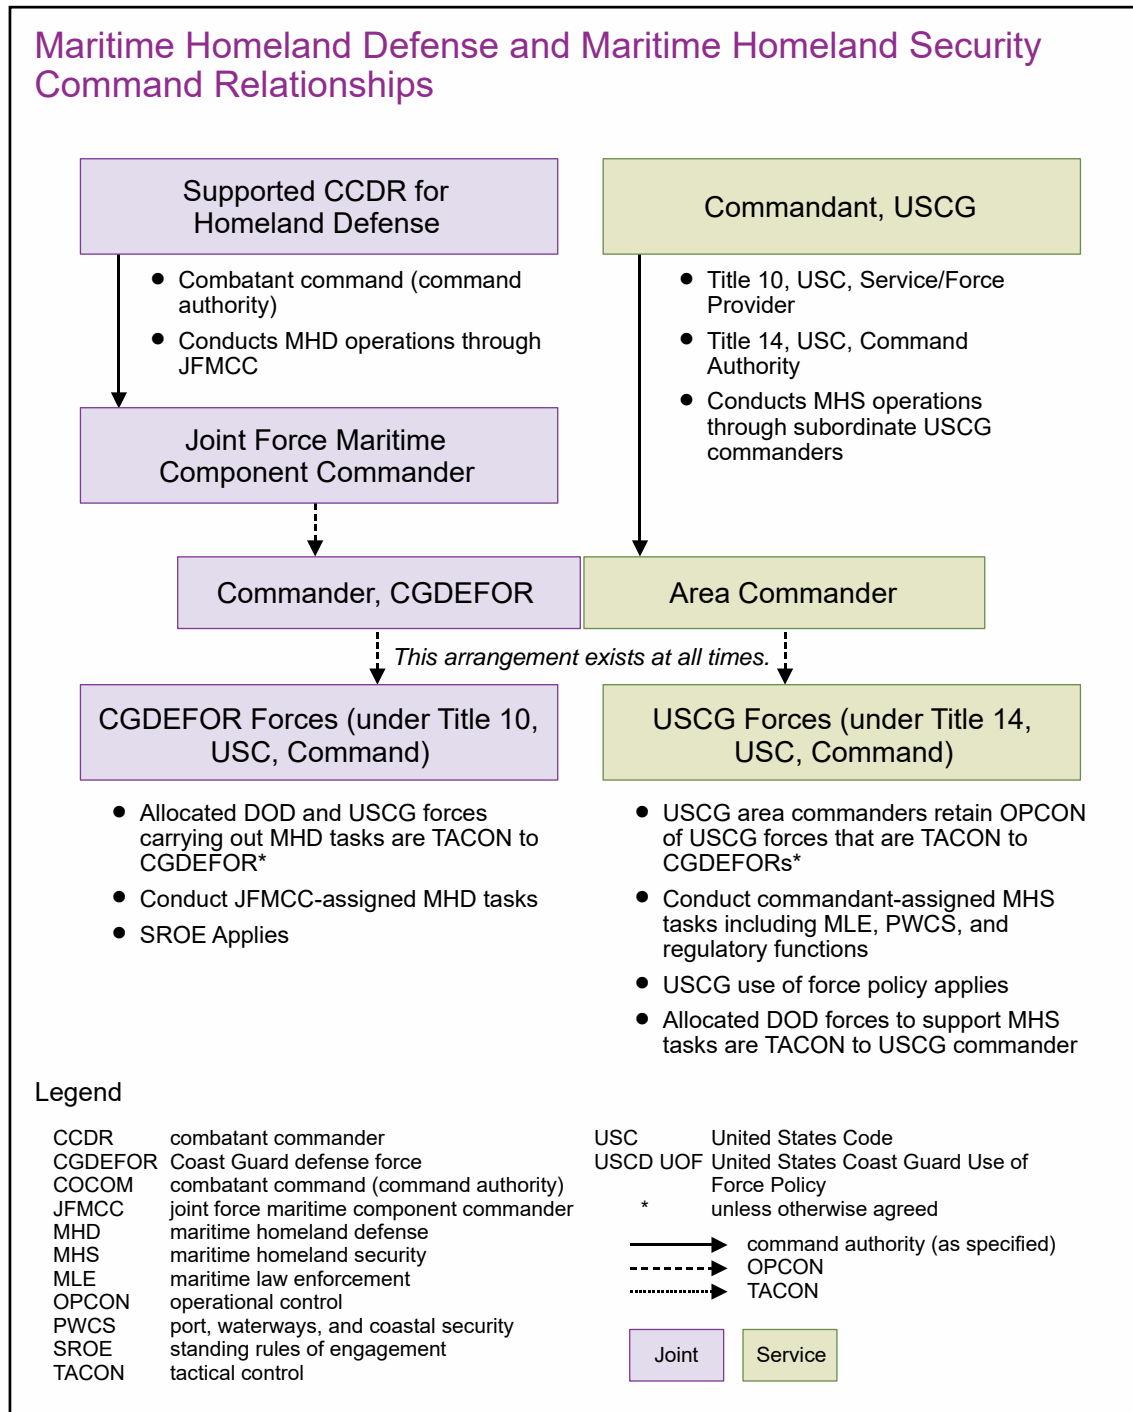 Maritime Homeland Defense and Maritime Homeland Security
Command Relationships
Supported CCDR for
Homeland Defense
● Combatant command (command
authority)
● Conducts MHD operations through
JFMCC
Joint Force Maritime
Component Commander
Commandant, USCG
● Title 10, USC, Service/Force
Provider
● Title 14, USC, Command
Authority
● Conducts MHS operations
through subordinate USCG
commanders
Commander, CGDEFOR
Area Commander
This arrangement exists at all times.
CGDEFOR Forces (under Title 10,
USC, Command)
● Allocated DOD and USCG forces
carrying out MHD tasks are TACON to
CGDEFOR*
● Conduct JFMCC-assigned MHD tasks
● SROE Applies
USCG Forces (under Title 14,
USC, Command)
● USCG area commanders retain OPCON
of USCG forces that are TACON to
CGDEFORs*
● Conduct commandant-assigned MHS
tasks including MLE, PWCS, and
regulatory functions
● USCG use of force policy applies
● Allocated DOD forces to support MHS
tasks are TACON to USCG commander
Legend
CCDR combatant commander
CGDEFOR Coast Guard defense force
COCOM combatant command (command authority)
JFMCC joint force maritime component commander
MHD maritime homeland defense
MHS maritime homeland security
MLE maritime law enforcement
OPCON operational control
PWCS port, waterways, and coastal security
SROE standing rules of engagement
TACON tactical control
USC United States Code
USCD UOF United States Coast Guard Use of
Force Policy
* unless otherwise agreed
command authority (as specified)
OPCON
TACON
Joint
Service